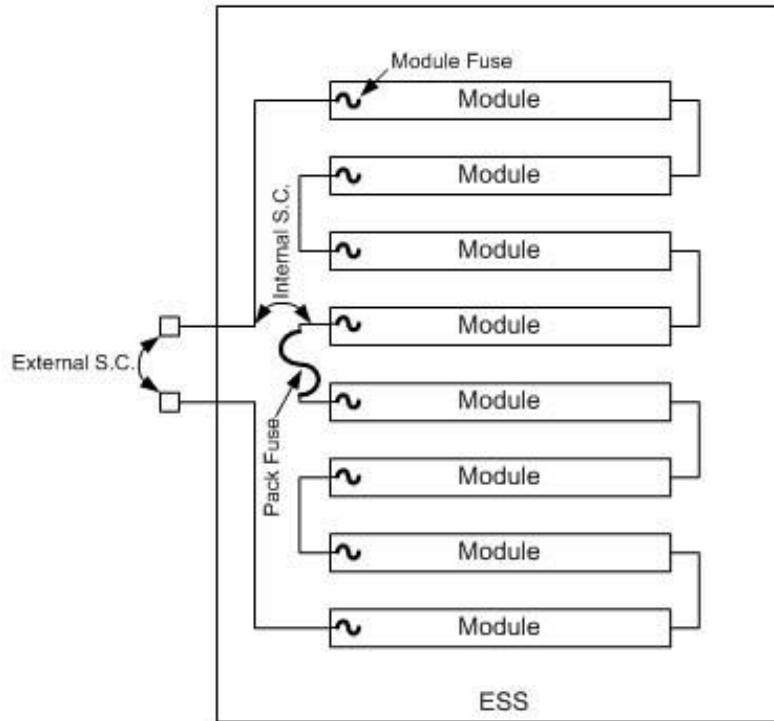 Module Fuse
Module
Module
Internal S.C.
Module
Module
External S.C.
Pack Fuse
Module
Module
Module
Module
ESS